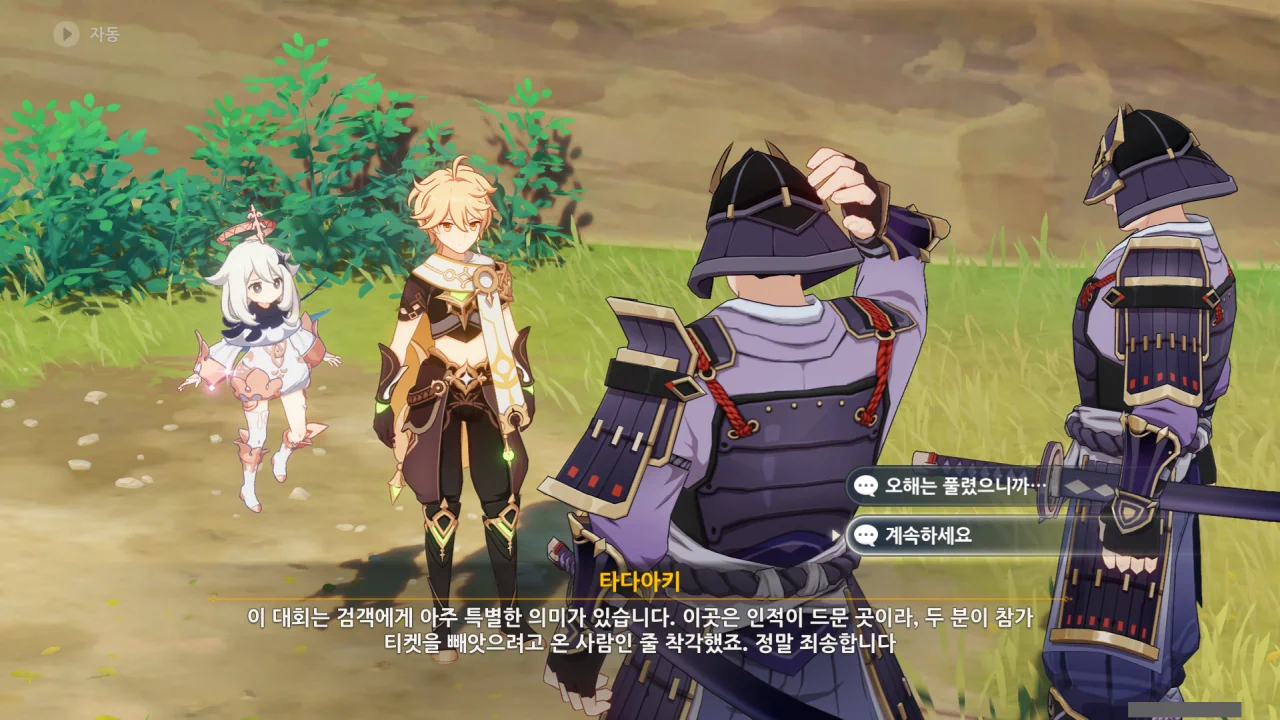 자동
오해는 풀렸으니까…
계속하세요
타다아키
이 대회는 검객에게 아주 특별한 의미가 있습니다. 이곳은 인적이 드문 곳이라, 두 분이 참가
티켓을 빼앗으려고 온 사람인 줄 착각했죠. 정말 죄송합니다